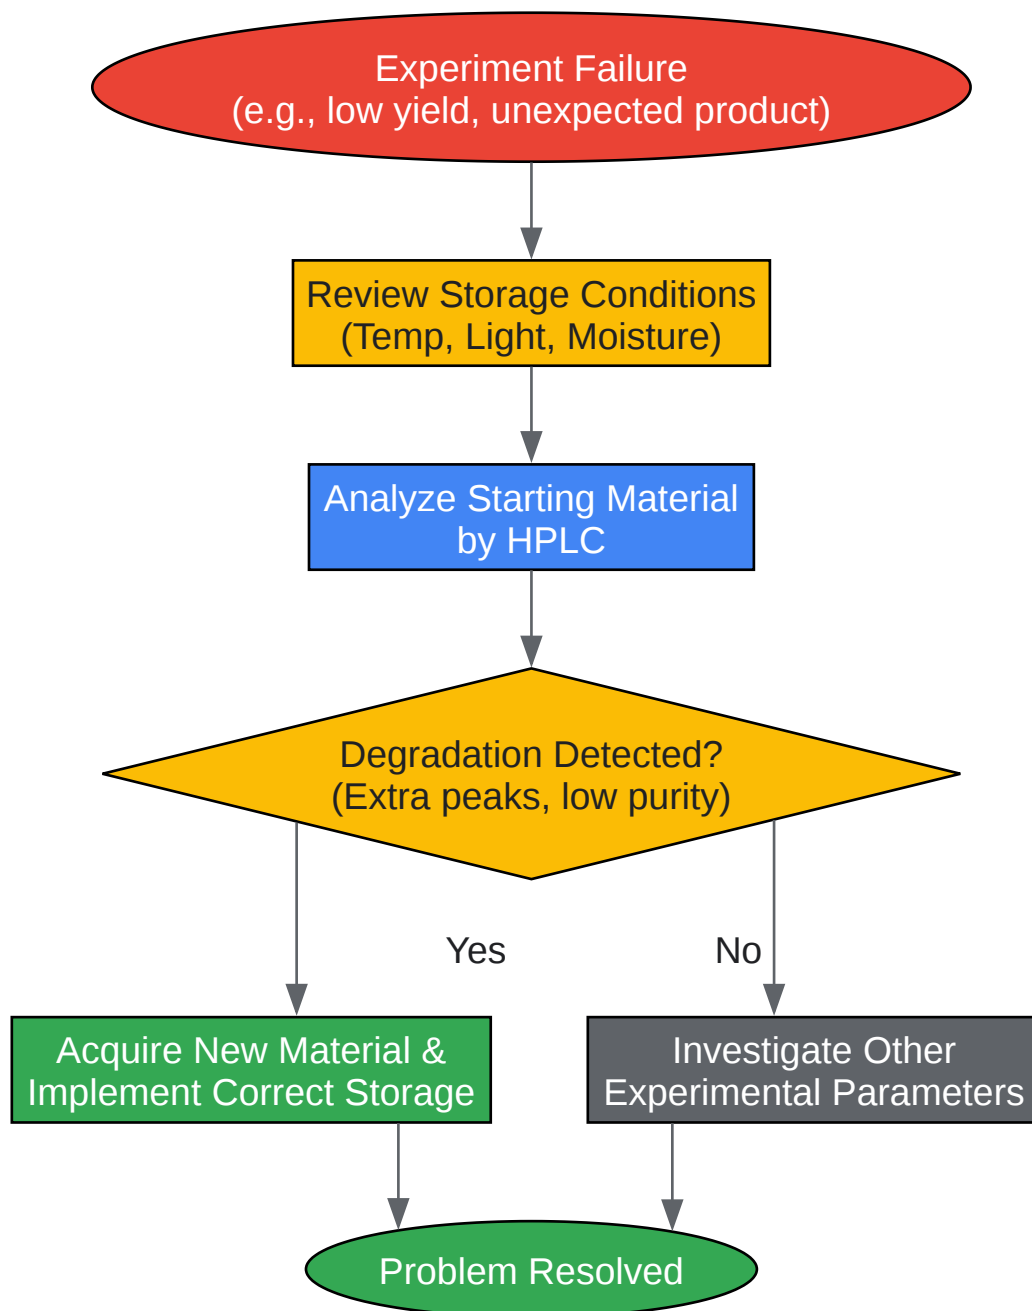 Experiment Failure
(e.g., low yield, unexpected product)
Review Storage Conditions
(Temp, Light, Moisture)
Analyze Starting Material
by HPLC
Degradation Detected?
(Extra peaks, low purity)
Yes
No
Acquire New Material &
Implement Correct Storage
Investigate Other
Experimental Parameters
Problem Resolved